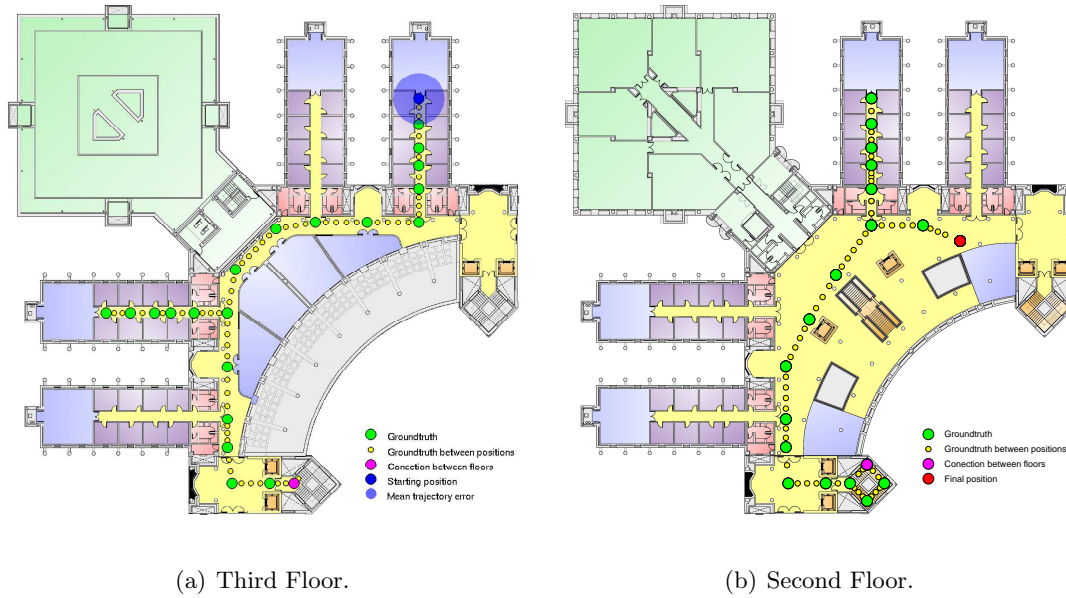 Groundtruth
Groundtruth between positions
Conection between floors
Starting position
Mean trajectory error
Groundtruth
Groundtruth between positions
Conection between floors
Final position
(a) Third Floor.
(b) Second Floor.